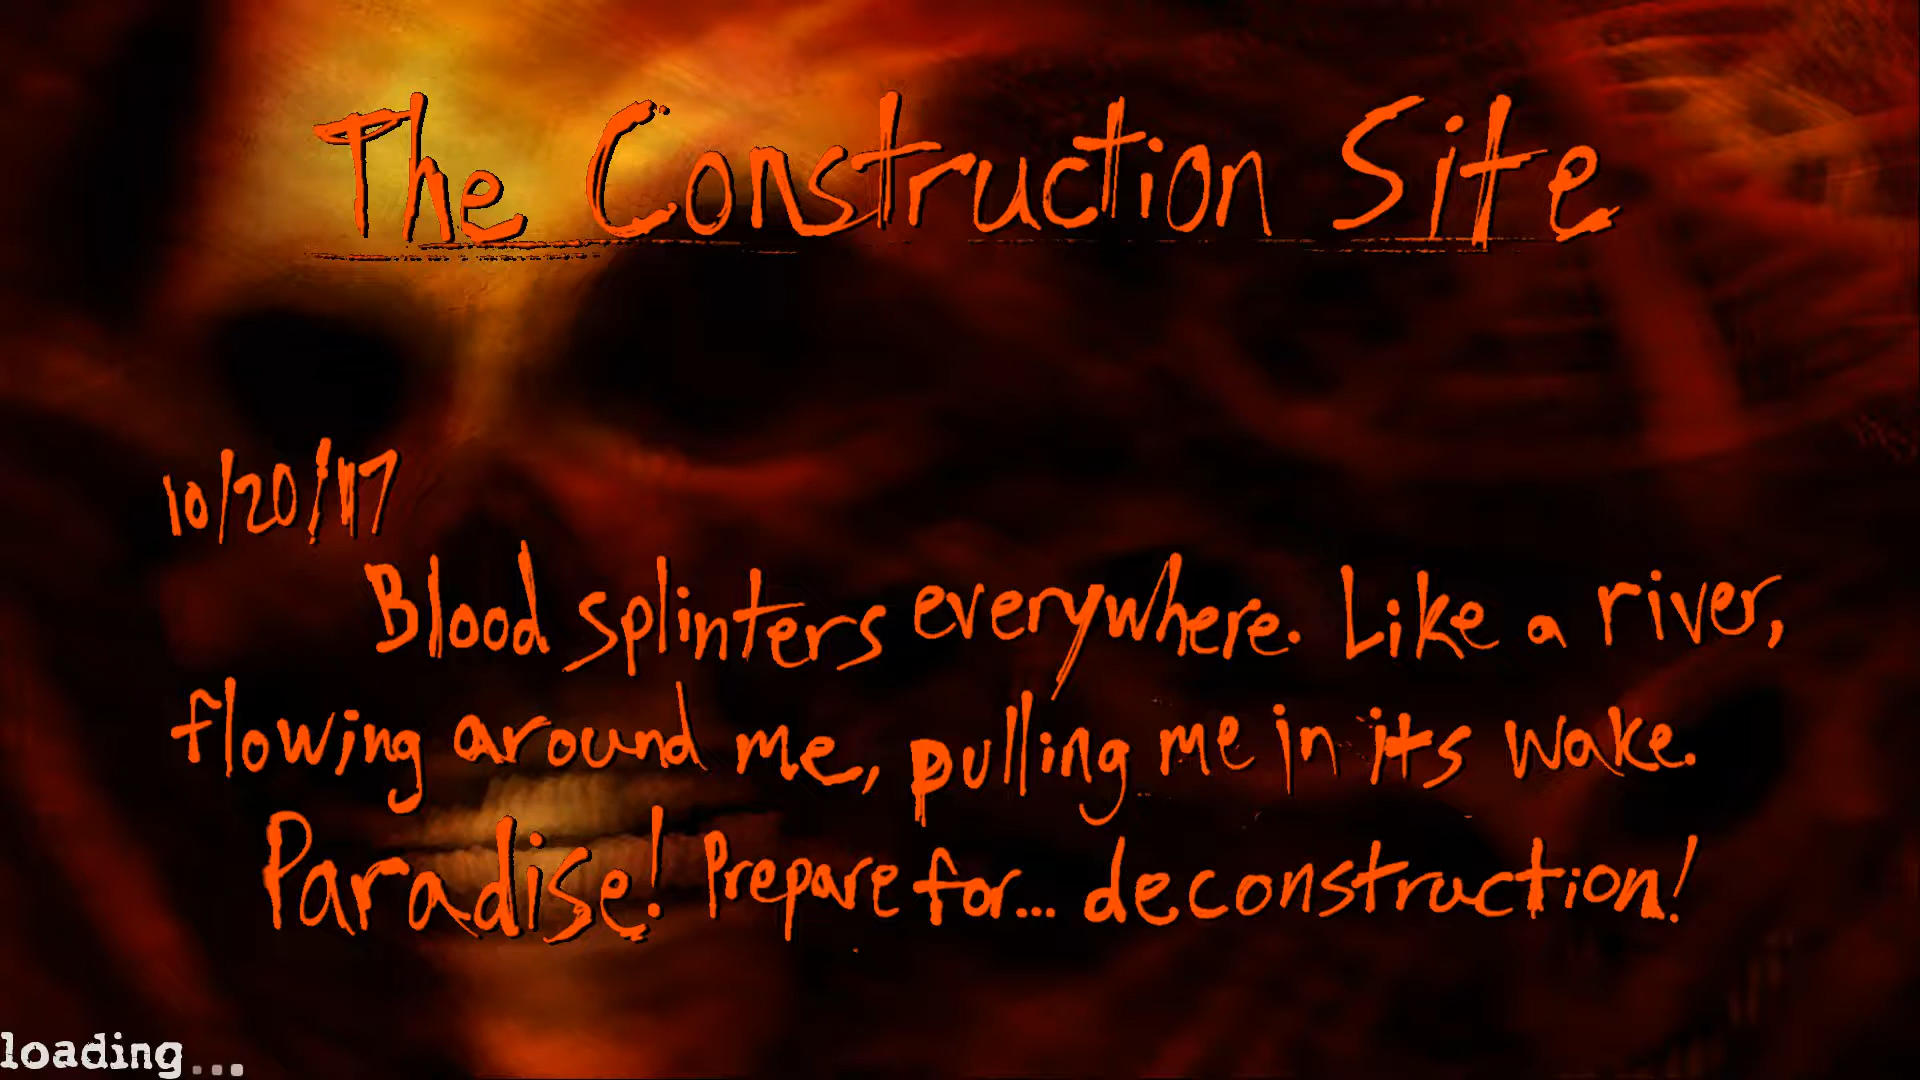 The Construction Site
10/20/17
Blood splinters everywhere. Like a river,
flowing around me, pulling me in its wake.
Paradise! Prepare for... deconstruction!
loading...